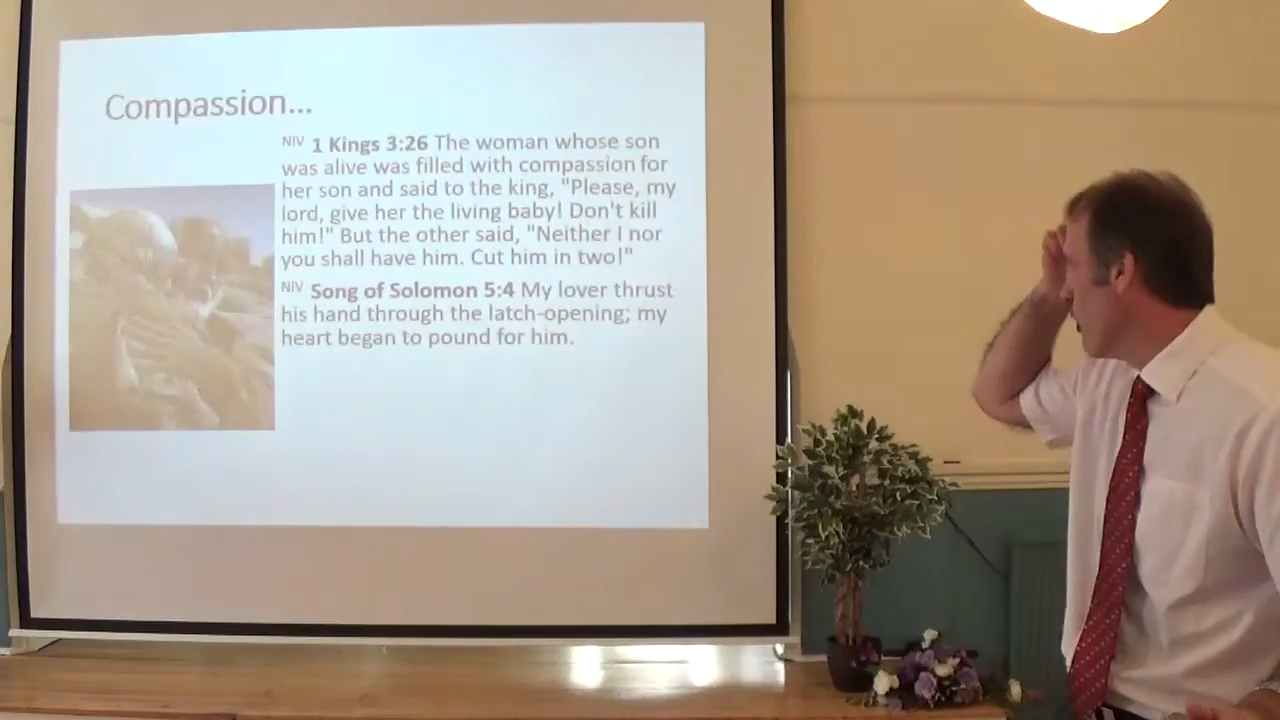 Compassion...
NIV 1 Kings 3:26 The woman whose son
was alive was filled with compassion for
her son and said to the king, "Please, my
lord, give her the living baby! Don't kill
him!" But the other said, "Neither I nor
you shall have him. Cut him in two!"
NIV Song of Solomon 5:4 My lover thrust
his hand through the latch-opening; my
heart began to pound for him.